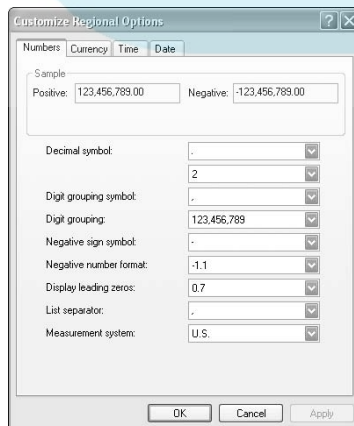 Customize Regional Options
Numbers Currency Time Date
Sample
Positive: 123,456,789.00 Negative: -123,456,789.00
Decimal symbol: .
2
Digit grouping symbol: ,
Digit grouping: 123,456,789
Negative sign symbol: -
Negative number format: -1.1
Display leading zeros: 0.7
List separator: ,
Measurement system: U.S.
OK Cancel Apply